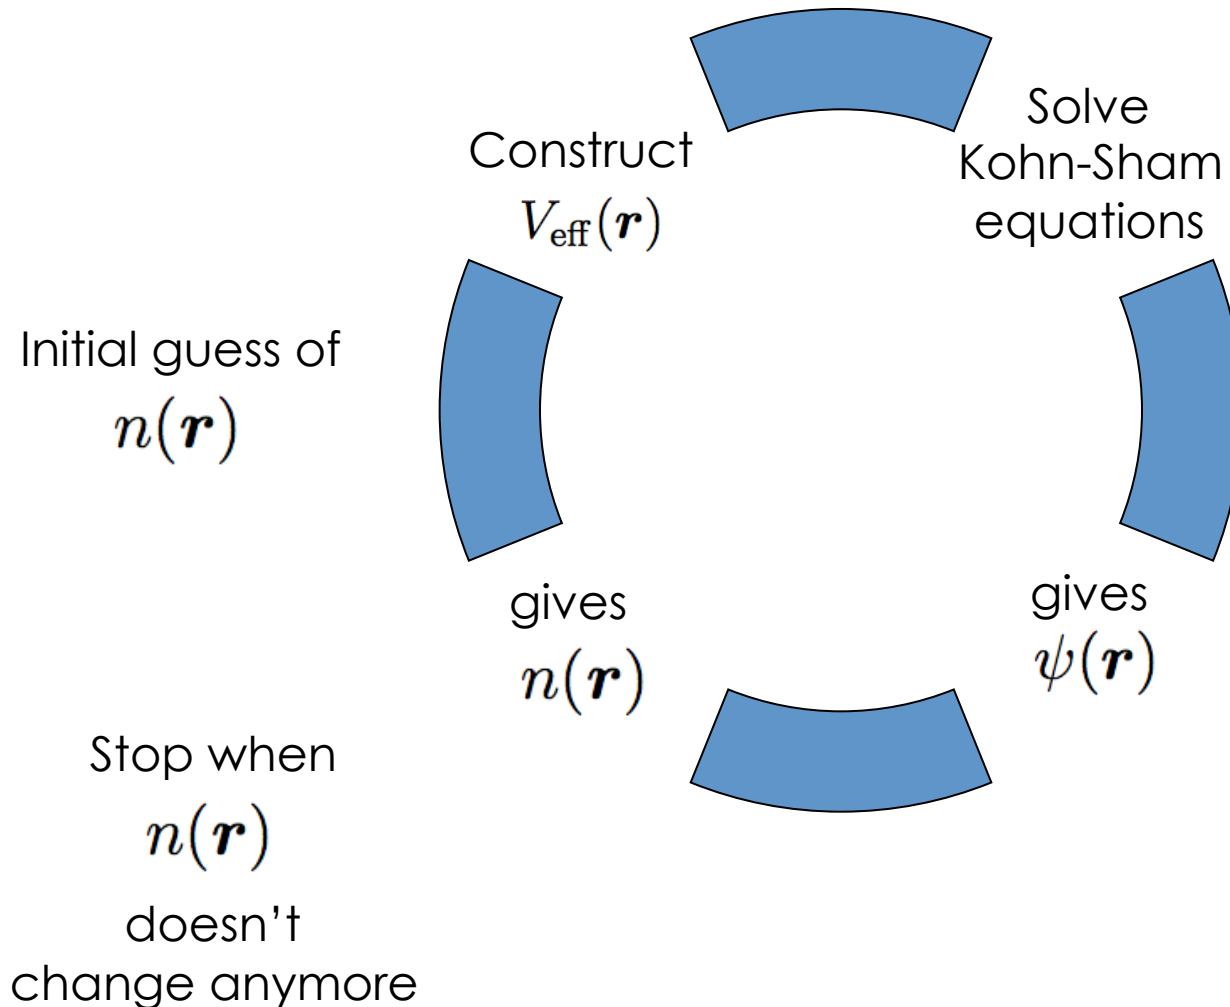 Construct
V_eff(r)
Solve
Kohn-Sham
equations
Initial guess of
n(r)
gives
n(r)
gives
ψ(r)
Stop when
n(r)
doesn’t
change anymore